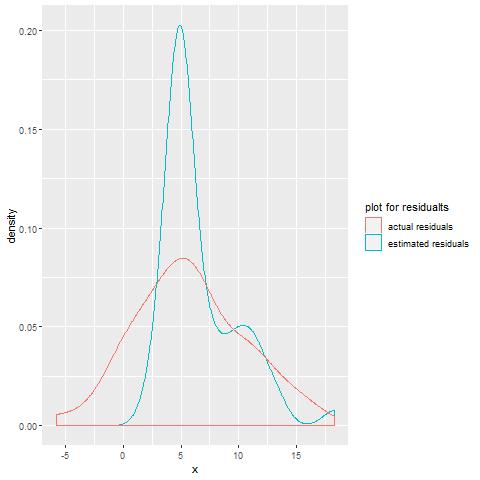 0.20
0.15
0.10
0.05
0.00
density
-5
0
5
10
15
x
plot for residualts
actual residuals
estimated residuals